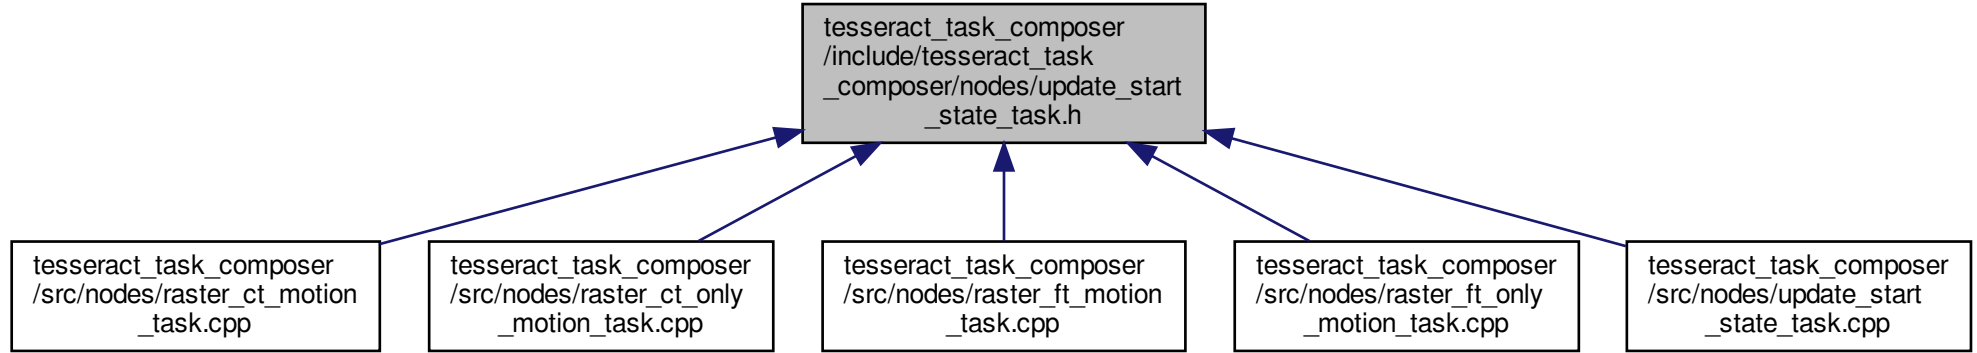 tesseract_task_composer
/include/tesseract_task
_composer/nodes/update_start
_state_task.h
tesseract_task_composer
/src/nodes/raster_ct_motion
_task.cpp
tesseract_task_composer
/src/nodes/raster_ct_only
_motion_task.cpp
tesseract_task_composer
/src/nodes/raster_ft_motion
_task.cpp
tesseract_task_composer
/src/nodes/raster_ft_only
_motion_task.cpp
tesseract_task_composer
/src/nodes/update_start
_state_task.cpp